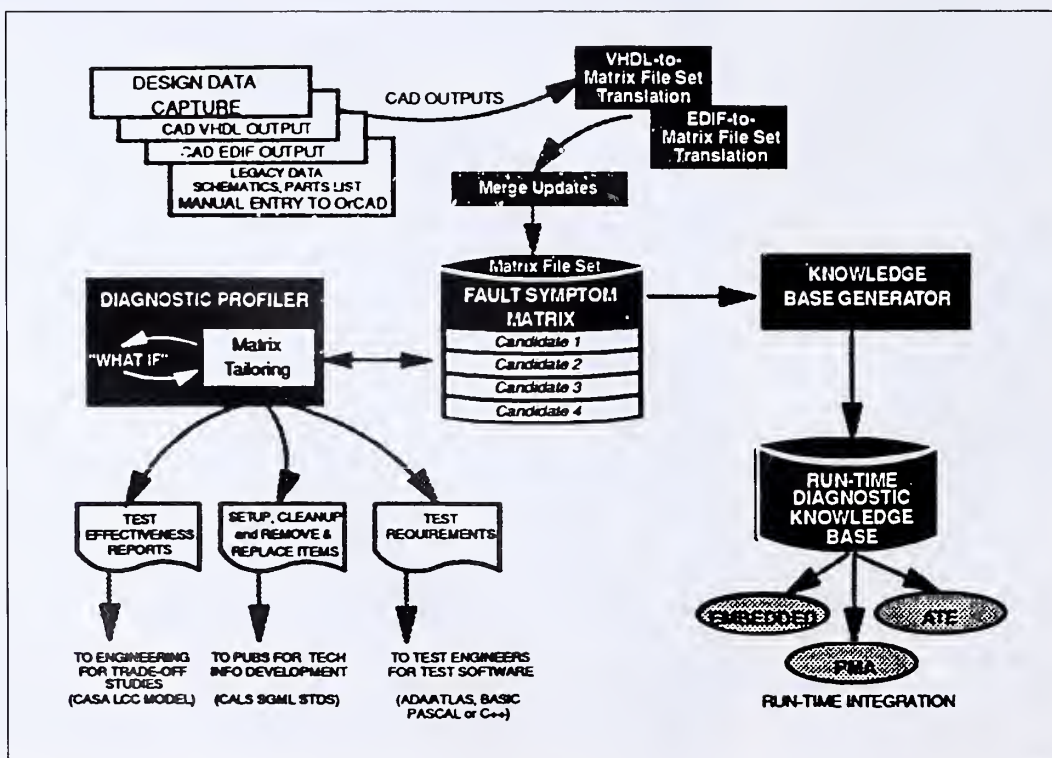 DESIGN DATA
CAPTURE
CAD VHDL OUTPUT
CAD EDIF OUTPUT
LEGACY DATA
SCHEMATICS, PARTS LIST
MANUAL ENTRY TO OrCAD
CAD OUTPUTS
VHDL-to-
Matrix File Set
Translation
EDIF-to-
Matrix File Set
Translation
Merge Updates
Matrix File Set
FAULT SYMPTOM
MATRIX
Candidate 1
Candidate 2
Candidate 3
Candidate 4
KNOWLEDGE
BASE GENERATOR
DIAGNOSTIC PROFILER
"WHAT IF"
Matrix
Tailoring
TEST
EFFECTIVENESS
REPORTS
SETUP, CLEANUP
and REMOVE &
REPLACE ITEMS
TEST
REQUIREMENTS
RUN-TIME
DIAGNOSTIC
KNOWLEDGE
BASE
EMBEDDED
ATE
PMA
RUN-TIME INTEGRATION
TO ENGINEERING
FOR TRADE-OFF
STUDIES
(CASA LCC MODEL)
TO PUBS FOR TECH
INFO DEVELOPMENT
(CALS SGML STDS)
TO TEST ENGINEERS
FOR TEST SOFTWARE
(ADA ATLAS, BASIC
PASCAL or C++)